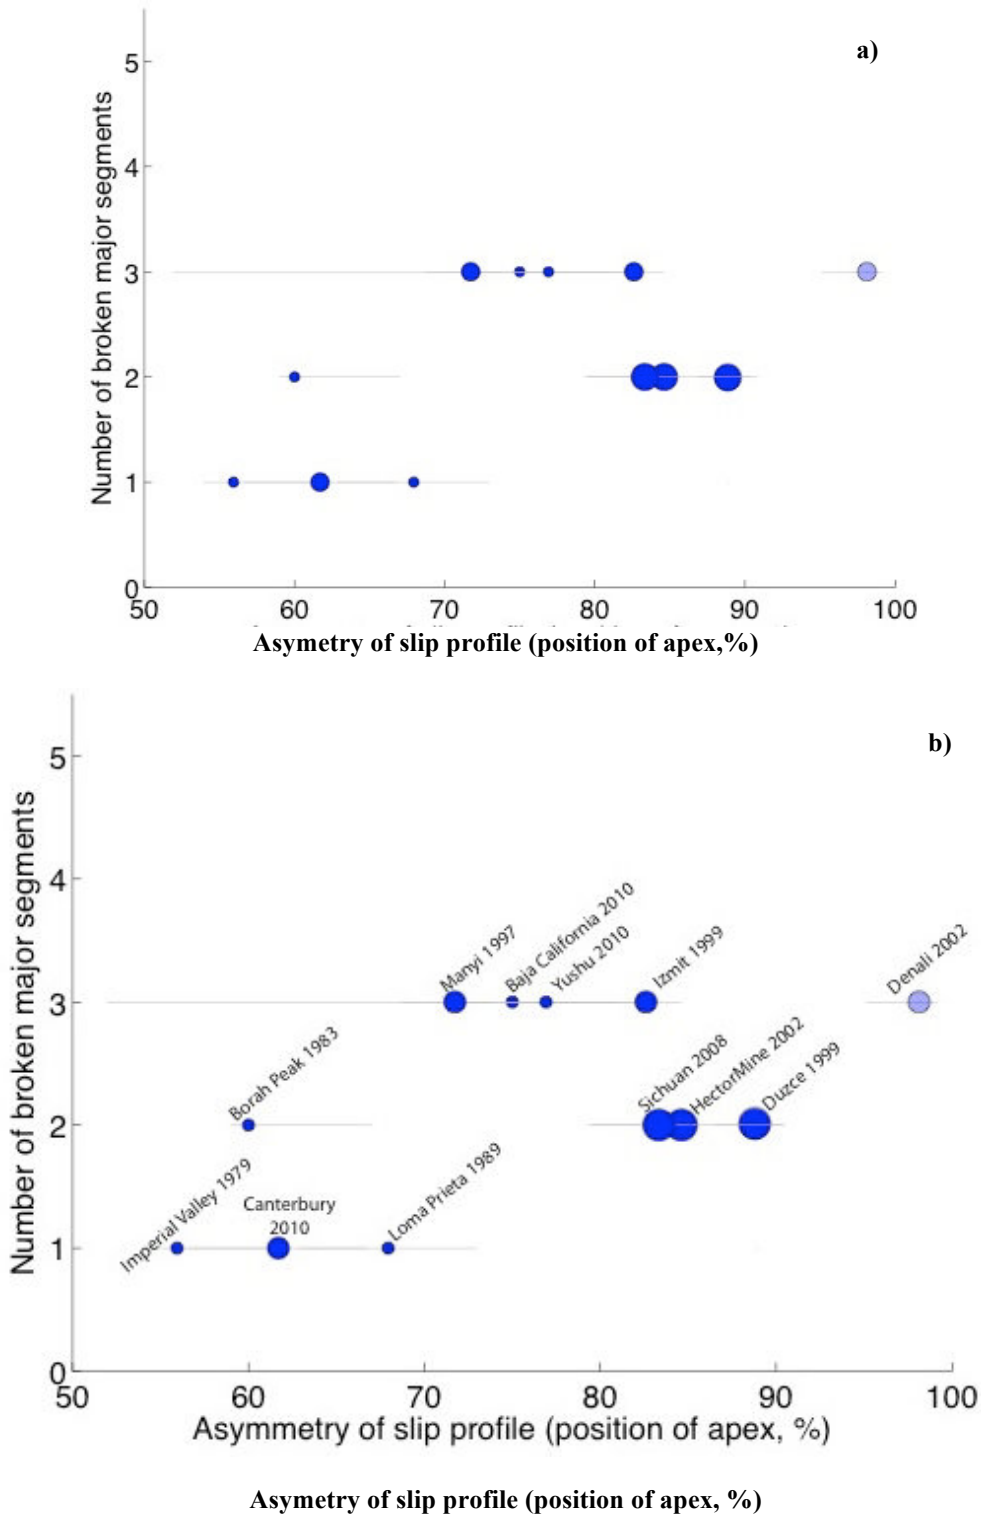 a)
Number of broken major segments
5
4
3
2
1
0
50 60 70 80 90 100
Asymetry of slip profile (position of apex,%)
b)
Number of broken major segments
5
4
3
2
1
0
Manyi 1997
Baja California 2010
Yushu 2010
Izmit 1999
Denali 2002
Borah Peak 1983
Sichuan 2008
HectorMine 2002
Duzce 1999
Imperial Valley 1979
Canterbury
2010
Loma Prieta 1989
50 60 70 80 90 100
Asymmetry of slip profile (position of apex, %)
Asymetry of slip profile (position of apex, %)